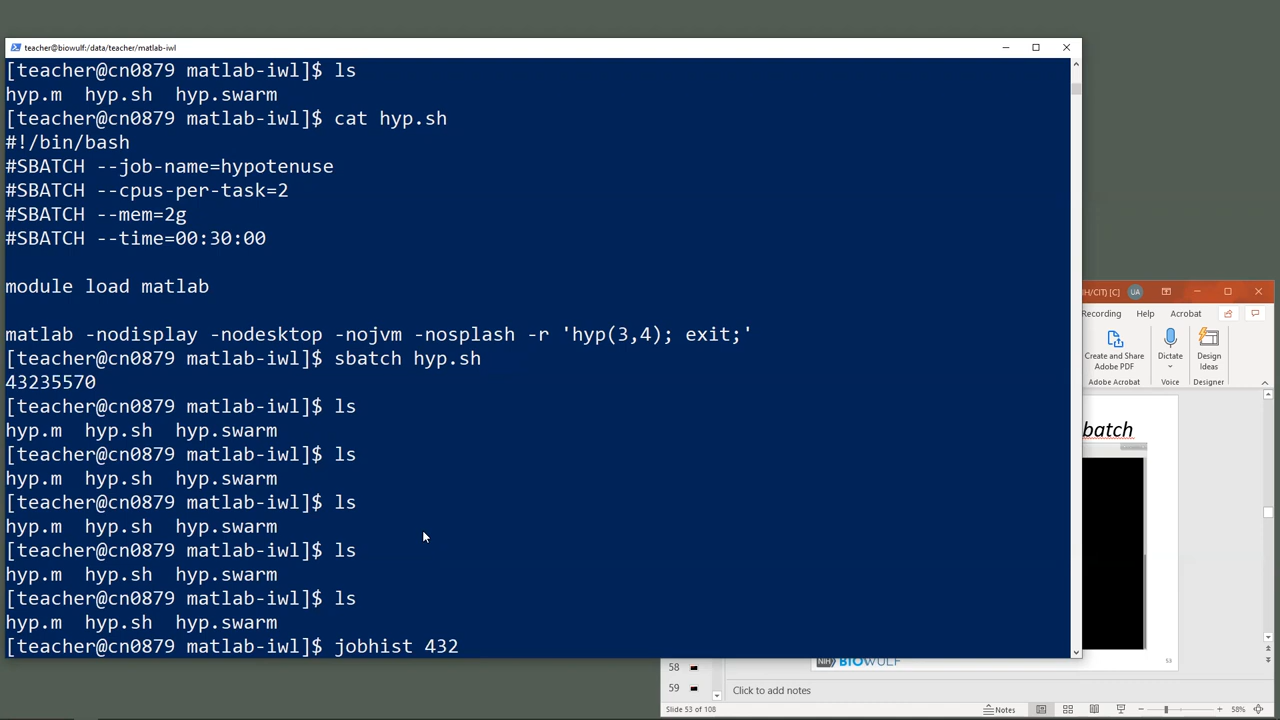 teacher@biowulf:/data/teacher/matlab-iwl
[teacher@cn0879 matlab-iwl]$ ls
hyp.m  hyp.sh  hyp.swarm
[teacher@cn0879 matlab-iwl]$ cat hyp.sh
#!/bin/bash
#SBATCH --job-name=hypotenuse
#SBATCH --cpus-per-task=2
#SBATCH --mem=2g
#SBATCH --time=00:30:00
module load matlab
matlab -nodisplay -nodesktop -nojvm -nosplash -r 'hyp(3,4); exit;'
[teacher@cn0879 matlab-iwl]$ sbatch hyp.sh
43235570
[teacher@cn0879 matlab-iwl]$ ls
hyp.m  hyp.sh  hyp.swarm
[teacher@cn0879 matlab-iwl]$ ls
hyp.m  hyp.sh  hyp.swarm
[teacher@cn0879 matlab-iwl]$ ls
hyp.m  hyp.sh  hyp.swarm
[teacher@cn0879 matlab-iwl]$ ls
hyp.m  hyp.sh  hyp.swarm
[teacher@cn0879 matlab-iwl]$ ls
hyp.m  hyp.sh  hyp.swarm
[teacher@cn0879 matlab-iwl]$ jobhist 432
IH/CIT) [C] UA
Recording Help Acrobat
Create and Share
Adobe PDF
Dictate
Design
Ideas
Adobe Acrobat Voice Designer
batch
58
59
NIH BIOWULF
53
Click to add notes
Slide 53 of 108 Notes 58%